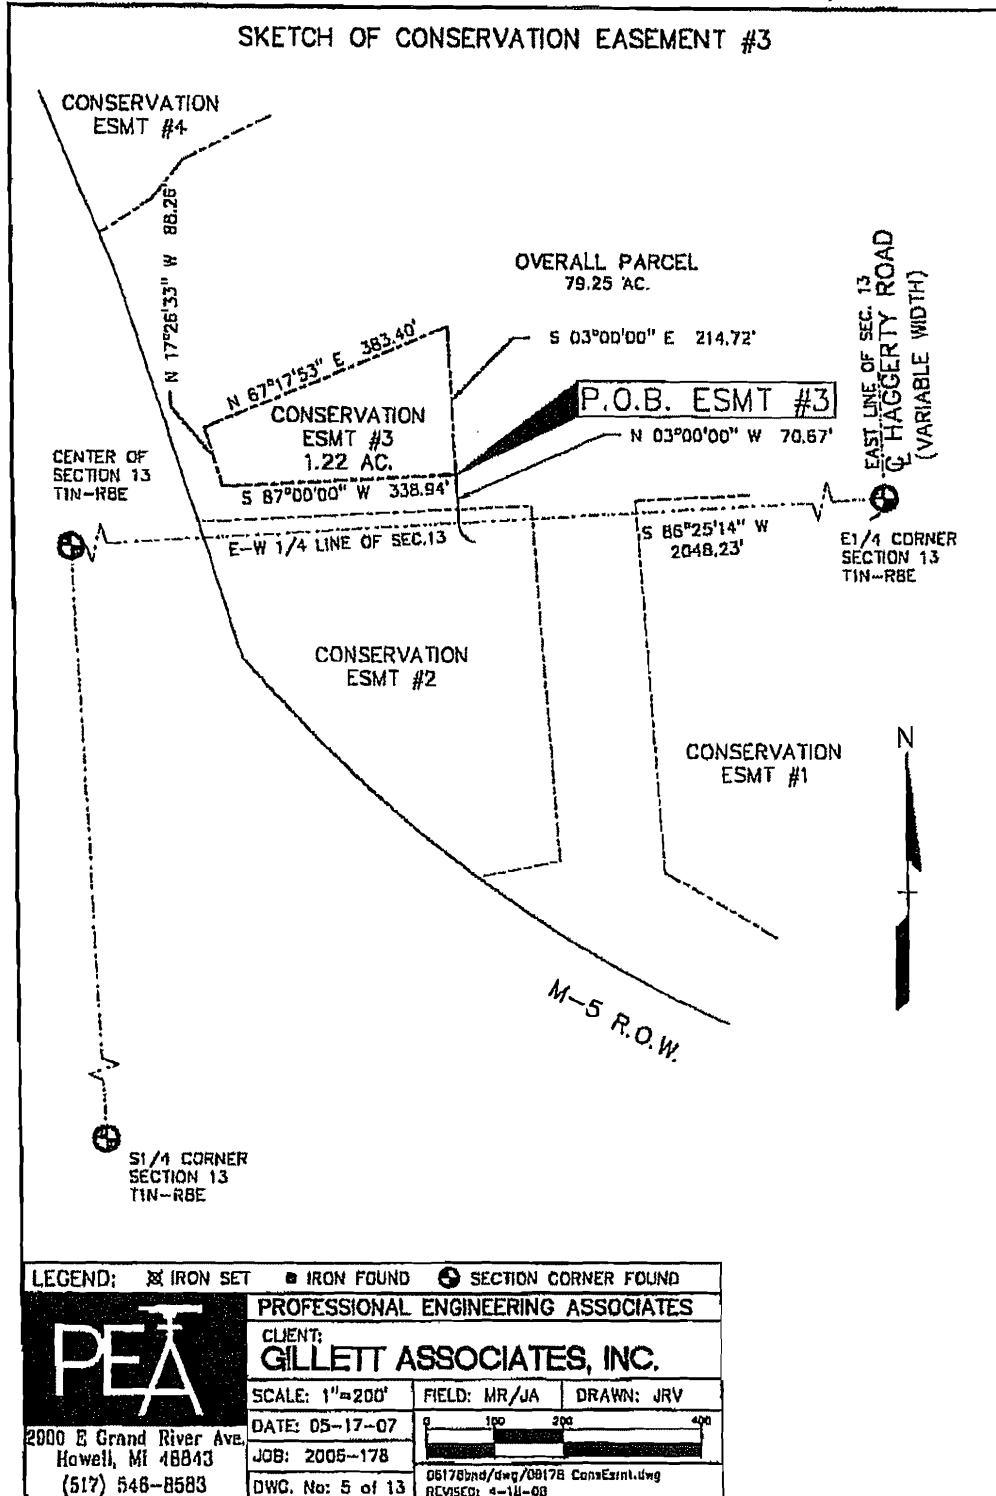 SKETCH OF CONSERVATION EASEMENT #3
CONSERVATION
ESMT #4
N 17°26'33" W 88.26'
OVERALL PARCEL
79.25 AC.
S 03°00'00" E 214.72'
N 67°17'53" E 383.40'
CONSERVATION
ESMT #3
1.22 AC.
P.O.B. ESMT #3
N 03°00'00" W 70.67'
EAST LINE OF SEC. 13
℄ HAGGERTY ROAD
(VARIABLE WIDTH)
CENTER OF
SECTION 13
T1N-R8E
S 87°00'00" W 338.94'
E-W 1/4 LINE OF SEC.13
S 86°25'14" W
2048.23'
E1/4 CORNER
SECTION 13
T1N-R8E
CONSERVATION
ESMT #2
CONSERVATION
ESMT #1
N
M-5 R.O.W.
S1/4 CORNER
SECTION 13
T1N-R8E
LEGEND: IRON SET IRON FOUND SECTION CORNER FOUND
PEA
PROFESSIONAL ENGINEERING ASSOCIATES
CLIENT:
GILLETT ASSOCIATES, INC.
SCALE: 1"=200' FIELD: MR/JA DRAWN: JRV
DATE: 05-17-07
0 100 200 400
JOB: 2005-178
2900 E Grand River Ave.
Howell, MI 48843
(517) 546-8583
DWG. No: 5 of 13
REVISED: